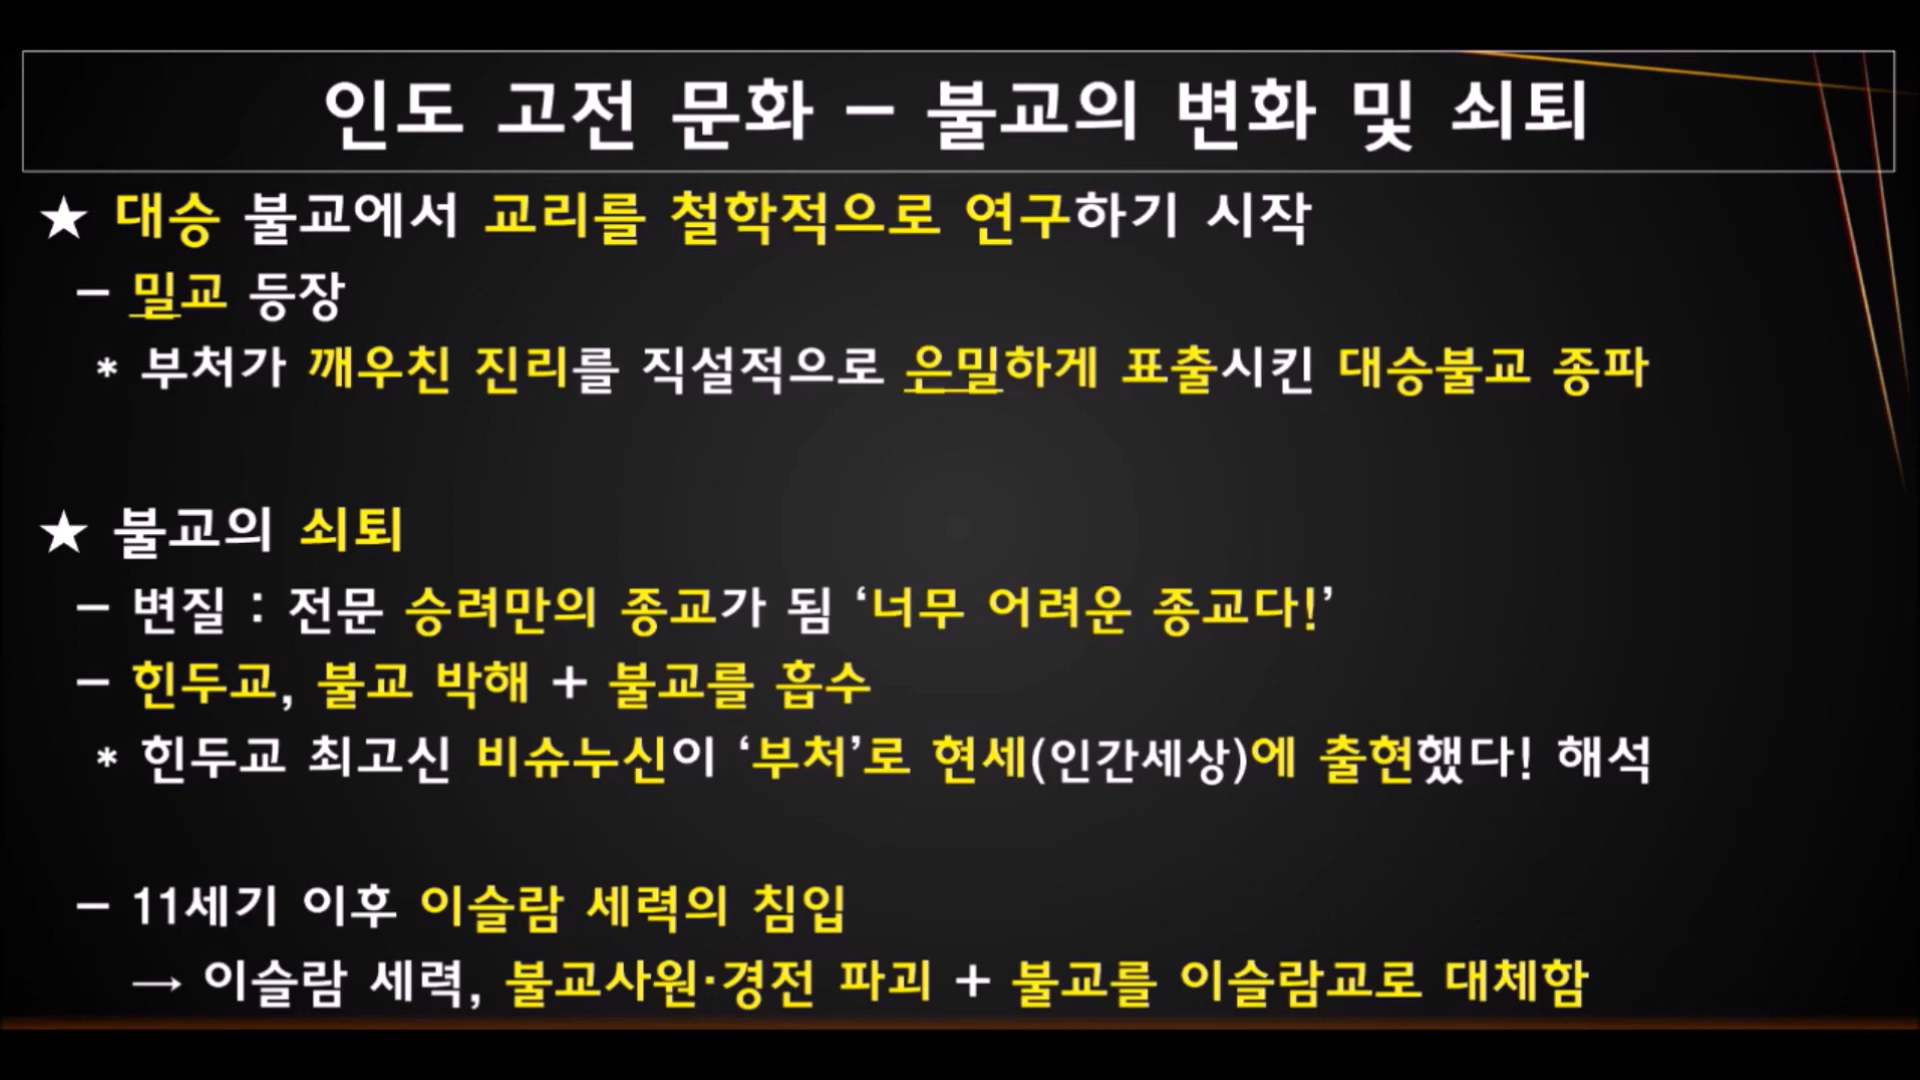 인도 고전 문화 – 불교의 변화 및 쇠퇴
★ 대승 불교에서 교리를 철학적으로 연구하기 시작
– 밀교 등장
* 부처가 깨우친 진리를 직설적으로 은밀하게 표출시킨 대승불교 종파
★ 불교의 쇠퇴
– 변질 : 전문 승려만의 종교가 됨 ‘너무 어려운 종교다!’
– 힌두교, 불교 박해 + 불교를 흡수
* 힌두교 최고신 비슈누신이 ‘부처’로 현세(인간세상)에 출현했다! 해석
– 11세기 이후 이슬람 세력의 침입
→ 이슬람 세력, 불교사원·경전 파괴 + 불교를 이슬람교로 대체함